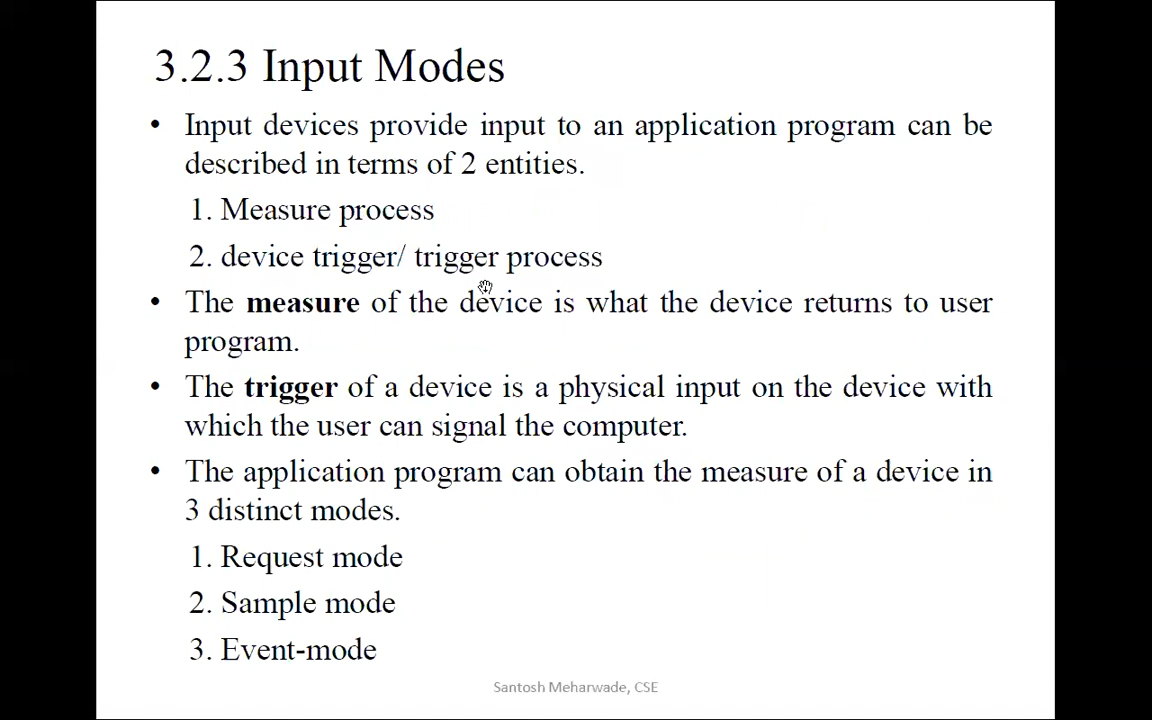 3.2.3 Input Modes
• Input devices provide input to an application program can be
described in terms of 2 entities.
1. Measure process
2. device trigger/ trigger process
• The measure of the device is what the device returns to user
program.
• The trigger of a device is a physical input on the device with
which the user can signal the computer.
• The application program can obtain the measure of a device in
3 distinct modes.
1. Request mode
2. Sample mode
3. Event-mode
Santosh Meharwade, CSE